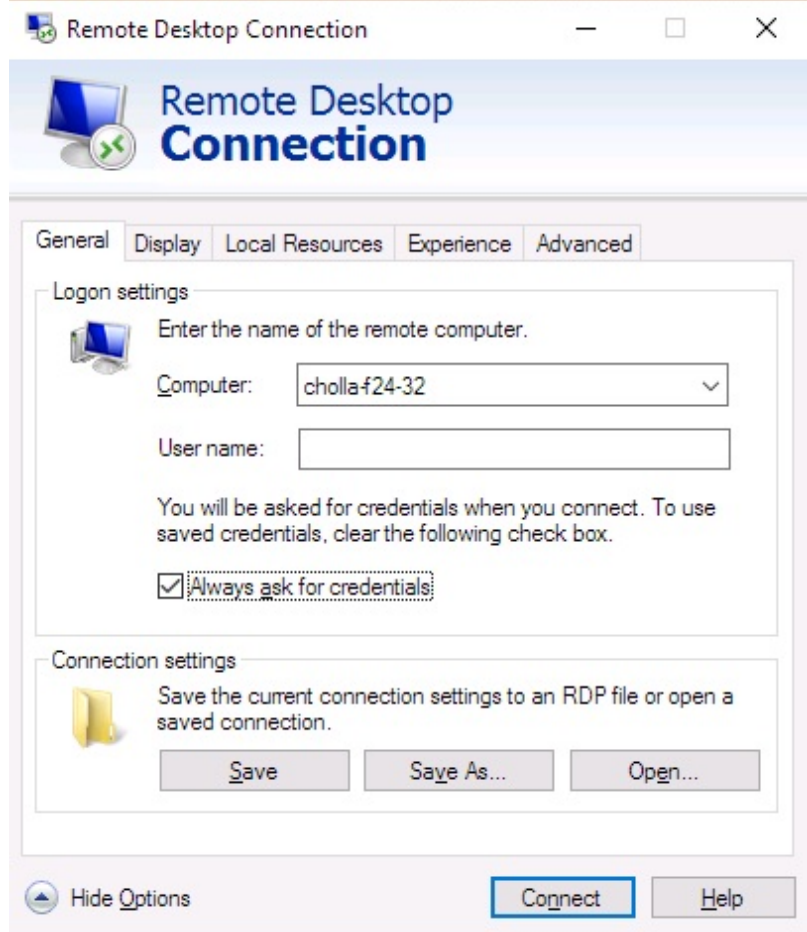 Remote Desktop Connection
Remote Desktop
Connection
General Display Local Resources Experience Advanced
Logon settings
Enter the name of the remote computer.
Computer: cholla-f24-32
User name:
You will be asked for credentials when you connect. To use
saved credentials, clear the following check box.
Always ask for credentials
Connection settings
Save the current connection settings to an RDP file or open a
saved connection.
Save Save As... Open...
Hide Options Connect Help